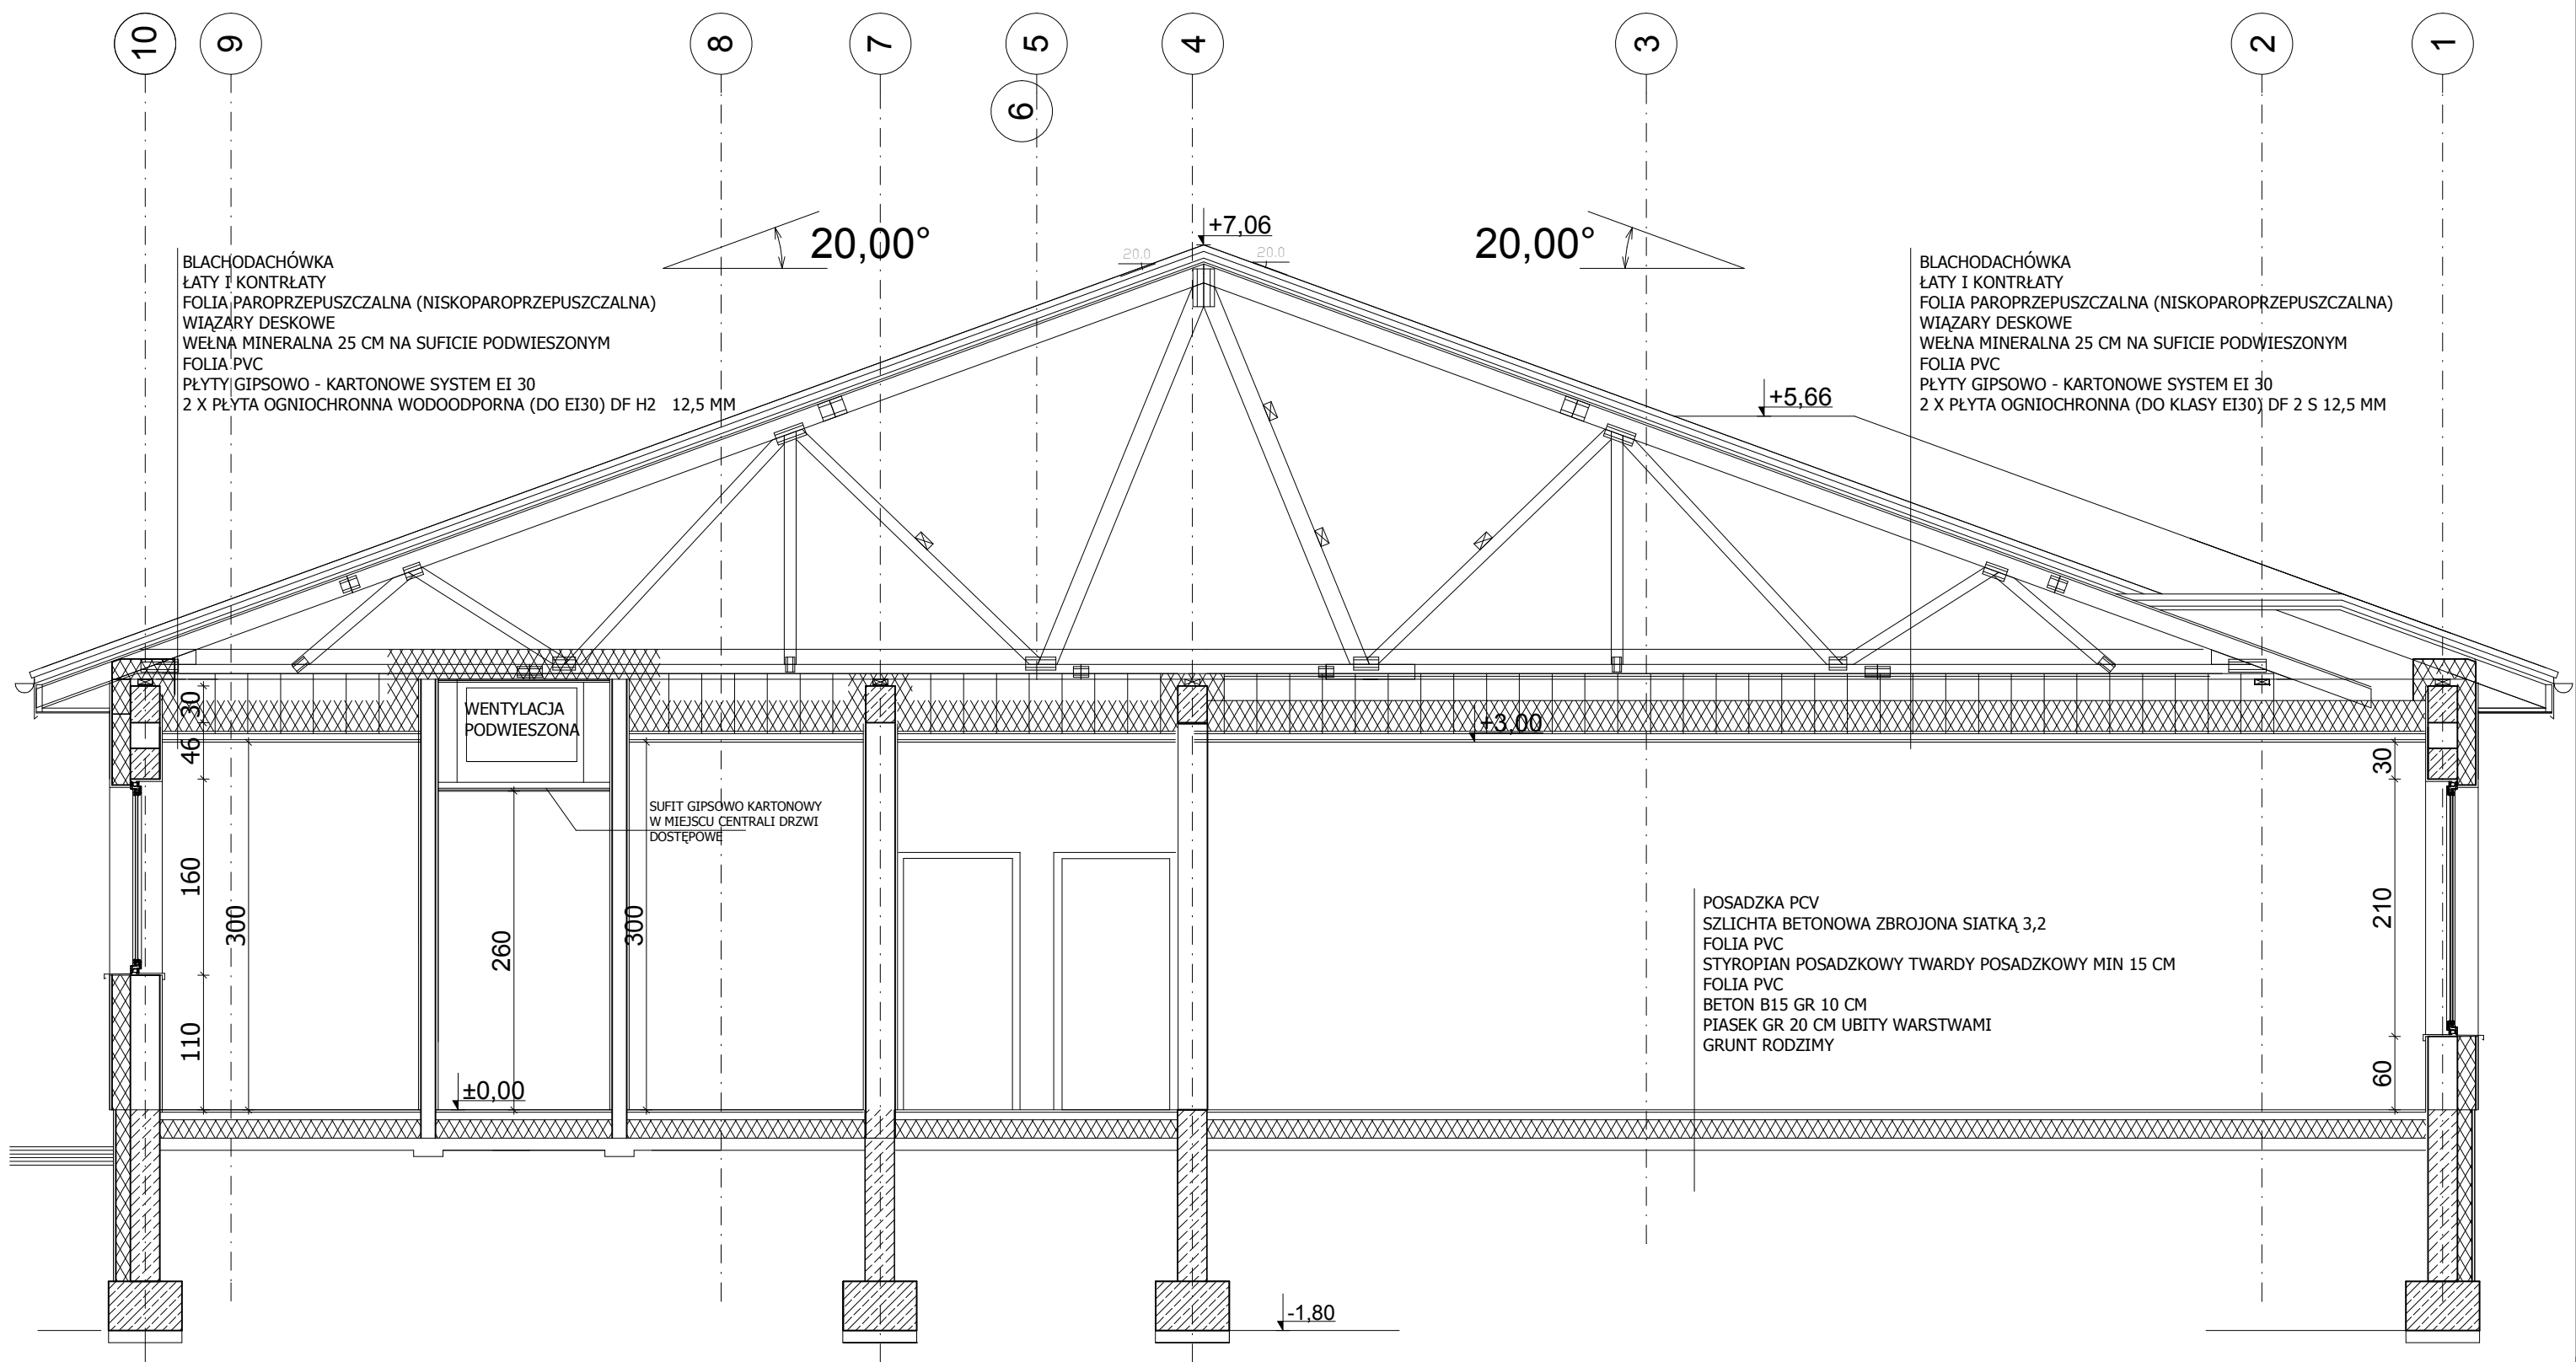 10
9
8
7
5
6
4
3
2
1
20,00°
+7,06
20.0
20.0
20,00°
BLACHODACHÓWKA
ŁATY I KONTRŁATY
FOLIA PAROPRZEPUSZCZALNA (NISKOPAROPRZEPUSZCZALNA)
WIĄZARY DESKOWE
WEŁNA MINERALNA 25 CM NA SUFICIE PODWIESZONYM
FOLIA PVC
PŁYTY GIPSOWO - KARTONOWE SYSTEM EI 30
2 X PŁYTA OGNIOCHRONNA WODOODPORNA (DO EI30) DF H2 12,5 MM
BLACHODACHÓWKA
ŁATY I KONTRŁATY
FOLIA PAROPRZEPUSZCZALNA (NISKOPAROPRZEPUSZCZALNA)
WIĄZARY DESKOWE
WEŁNA MINERALNA 25 CM NA SUFICIE PODWIESZONYM
FOLIA PVC
PŁYTY GIPSOWO - KARTONOWE SYSTEM EI 30
2 X PŁYTA OGNIOCHRONNA (DO KLASY EI30) DF 2 S 12,5 MM
+5,66
30
46
160
110
300
WENTYLACJA
PODWIESZONA
260
300
SUFIT GIPSOWO KARTONOWY
W MIEJSCU CENTRALI DRZWI
DOSTĘPOWE
±0,00
+3,00
30
210
60
POSADZKA PCV
SZLICHTA BETONOWA ZBROJONA SIATKĄ 3,2
FOLIA PVC
STYROPIAN POSADZKOWY TWARDY POSADZKOWY MIN 15 CM
FOLIA PVC
BETON B15 GR 10 CM
PIASEK GR 20 CM UBITY WARSTWAMI
GRUNT RODZIMY
-1,80